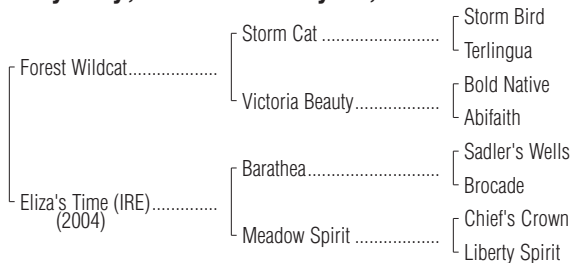 Storm Bird
Storm Cat
Terlingua
Forest Wildcat
Bold Native
Victoria Beauty
Abifaith
Sadler's Wells
Barathea
Brocade
Eliza's Time (IRE)
(2004)
Chief's Crown
Meadow Spirit
Liberty Spirit